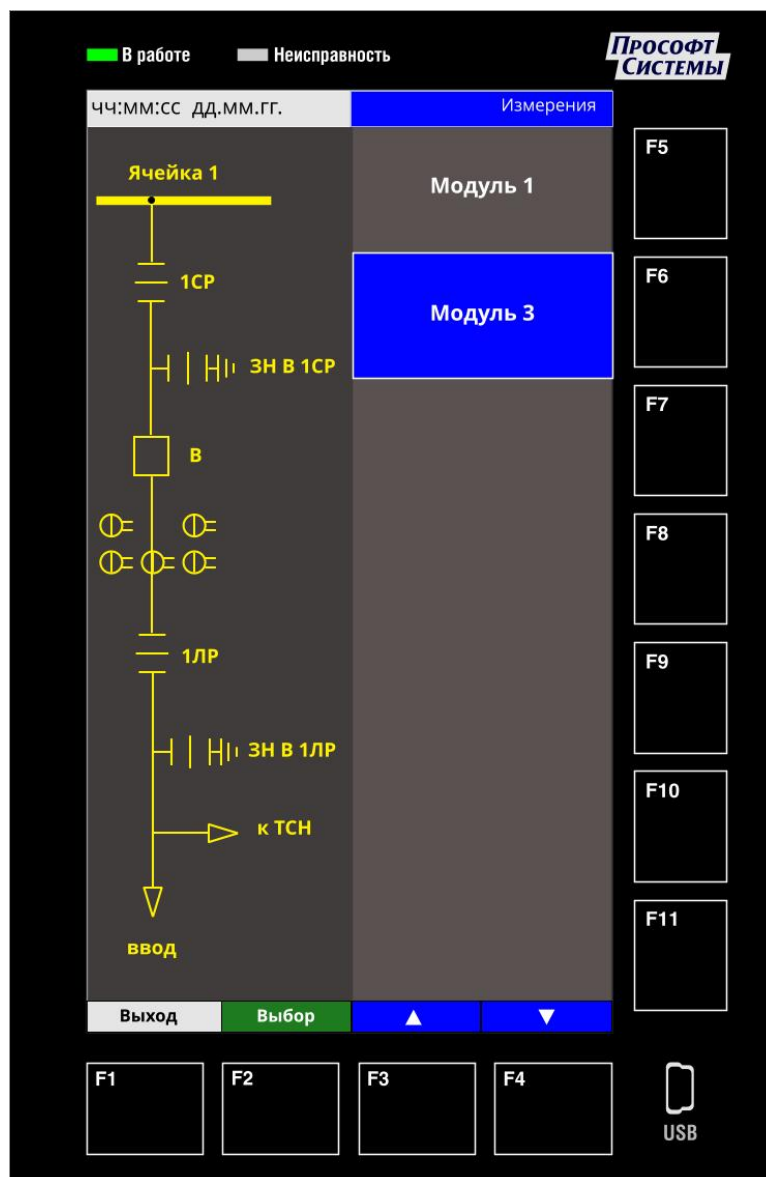 В работе
Неисправность
Прософт
Системы
чч:мм:сс дд.мм.гг.
Измерения
Ячейка 1
1СР
ЗН В 1СР
В
1ЛР
ЗН В 1ЛР
к ТСН
ввод
Модуль 1
Модуль 3
F5
F6
F7
F8
F9
F10
F11
Выход
Выбор
F1
F2
F3
F4
USB